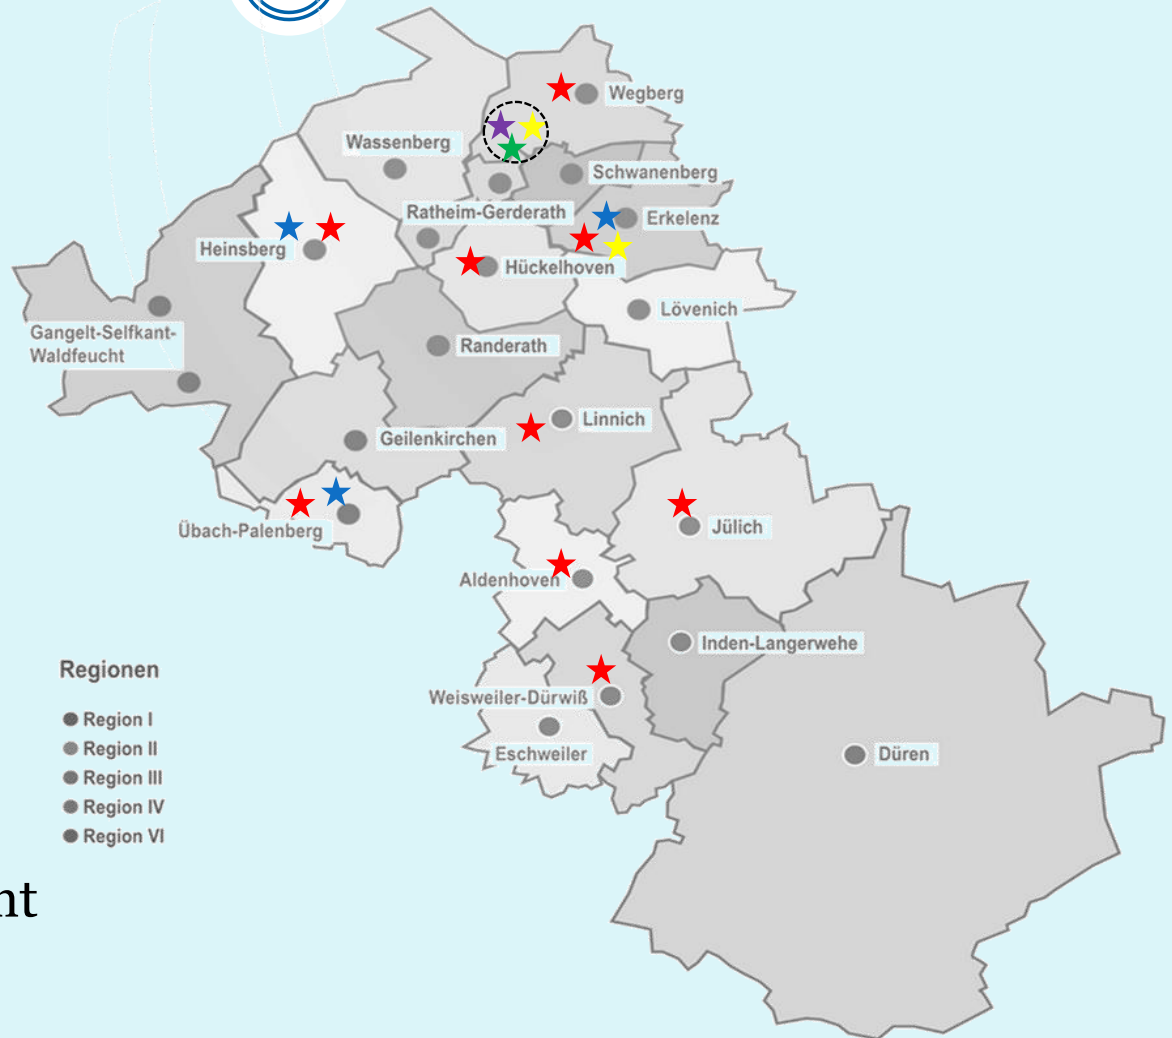 Wegberg
Wassenberg
Schwanenberg
Ratheim-Gerderath
Erkelenz
Heinsberg
Hückelhoven
Lövenich
Gangelt-Selfkant-
Waldfeucht
Randerath
Linnich
Geilenkirchen
Übach-Palenberg
Jülich
Aldenhoven
Inden-Langerwehe
Weisweiler-Dürwiß
Eschweiler
Düren
Regionen
Region I
Region II
Region III
Region IV
Region VI
nt